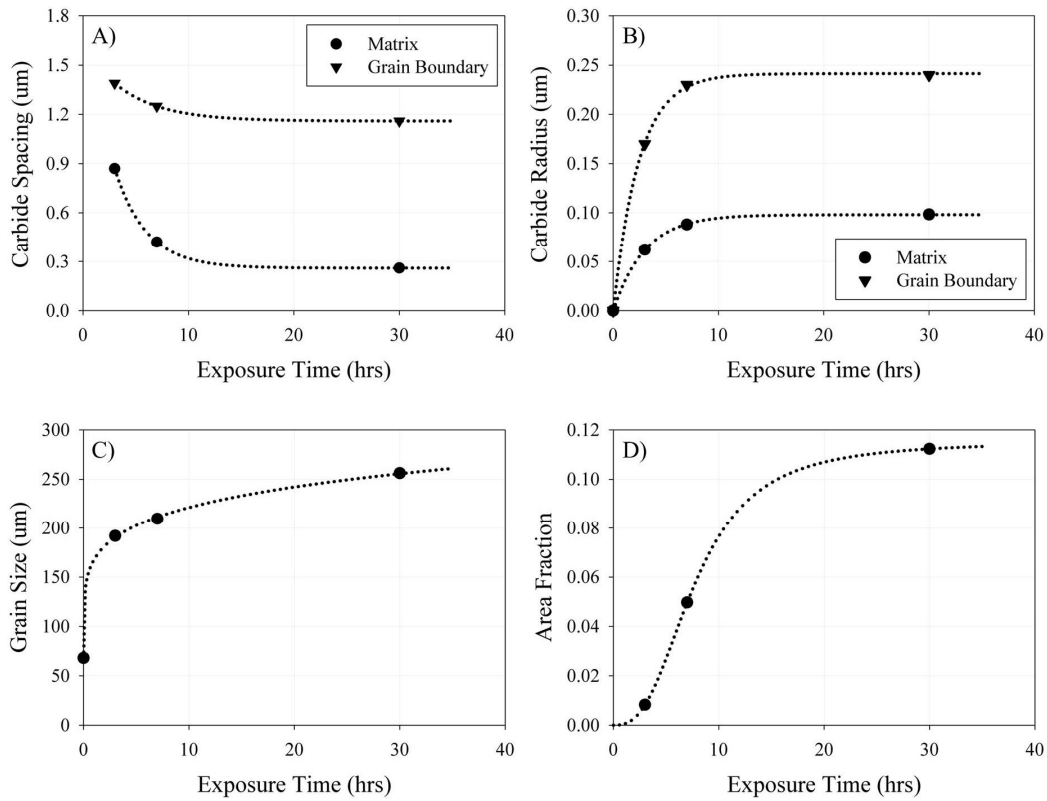 A)
Matrix
Grain Boundary
Carbide Spacing (um)
1.8
1.5
1.2
0.9
0.6
0.3
0.0
0 10 20 30 40
Exposure Time (hrs)
B)
Carbide Radius (um)
0.30
0.25
0.20
0.15
0.10
0.05
0.00
Matrix
Grain Boundary
0 10 20 30 40
Exposure Time (hrs)
C)
Grain Size (um)
300
250
200
150
100
50
0
0 10 20 30 40
Exposure Time (hrs)
D)
Area Fraction
0.12
0.10
0.08
0.06
0.04
0.02
0.00
0 10 20 30 40
Exposure Time (hrs)